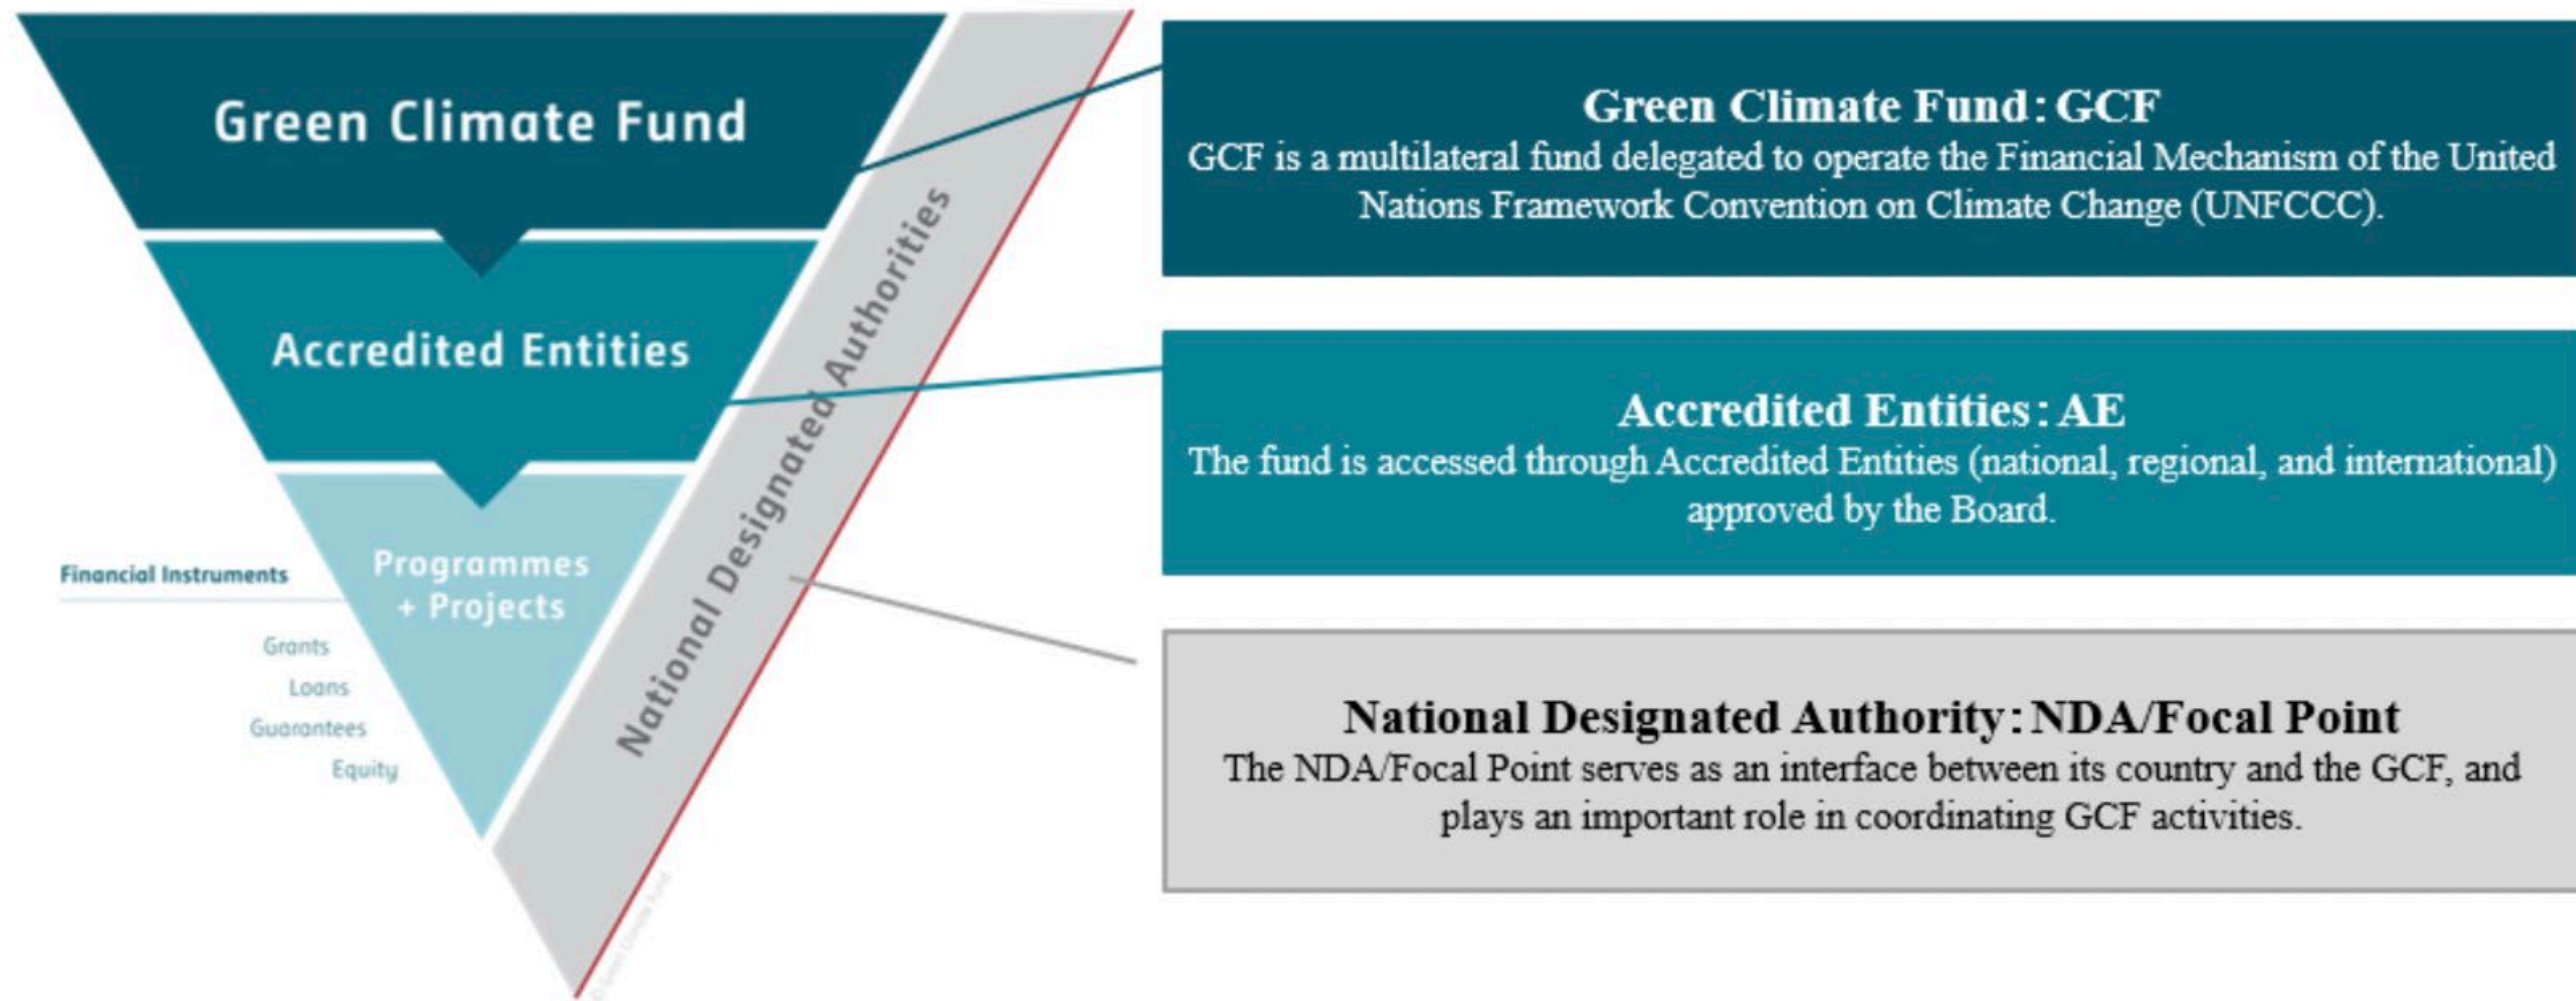 Green Climate Fund
Accredited Entities
Programmes
+ Projects
Financial Instruments
Grants
Loans
Guarantees
Equity
National Designated Authorities
© Green Climate Fund
Green Climate Fund: GCF
GCF is a multilateral fund delegated to operate the Financial Mechanism of the United
Nations Framework Convention on Climate Change (UNFCCC).
Accredited Entities: AE
The fund is accessed through Accredited Entities (national, regional, and international)
approved by the Board.
National Designated Authority: NDA/Focal Point
The NDA/Focal Point serves as an interface between its country and the GCF, and
plays an important role in coordinating GCF activities.